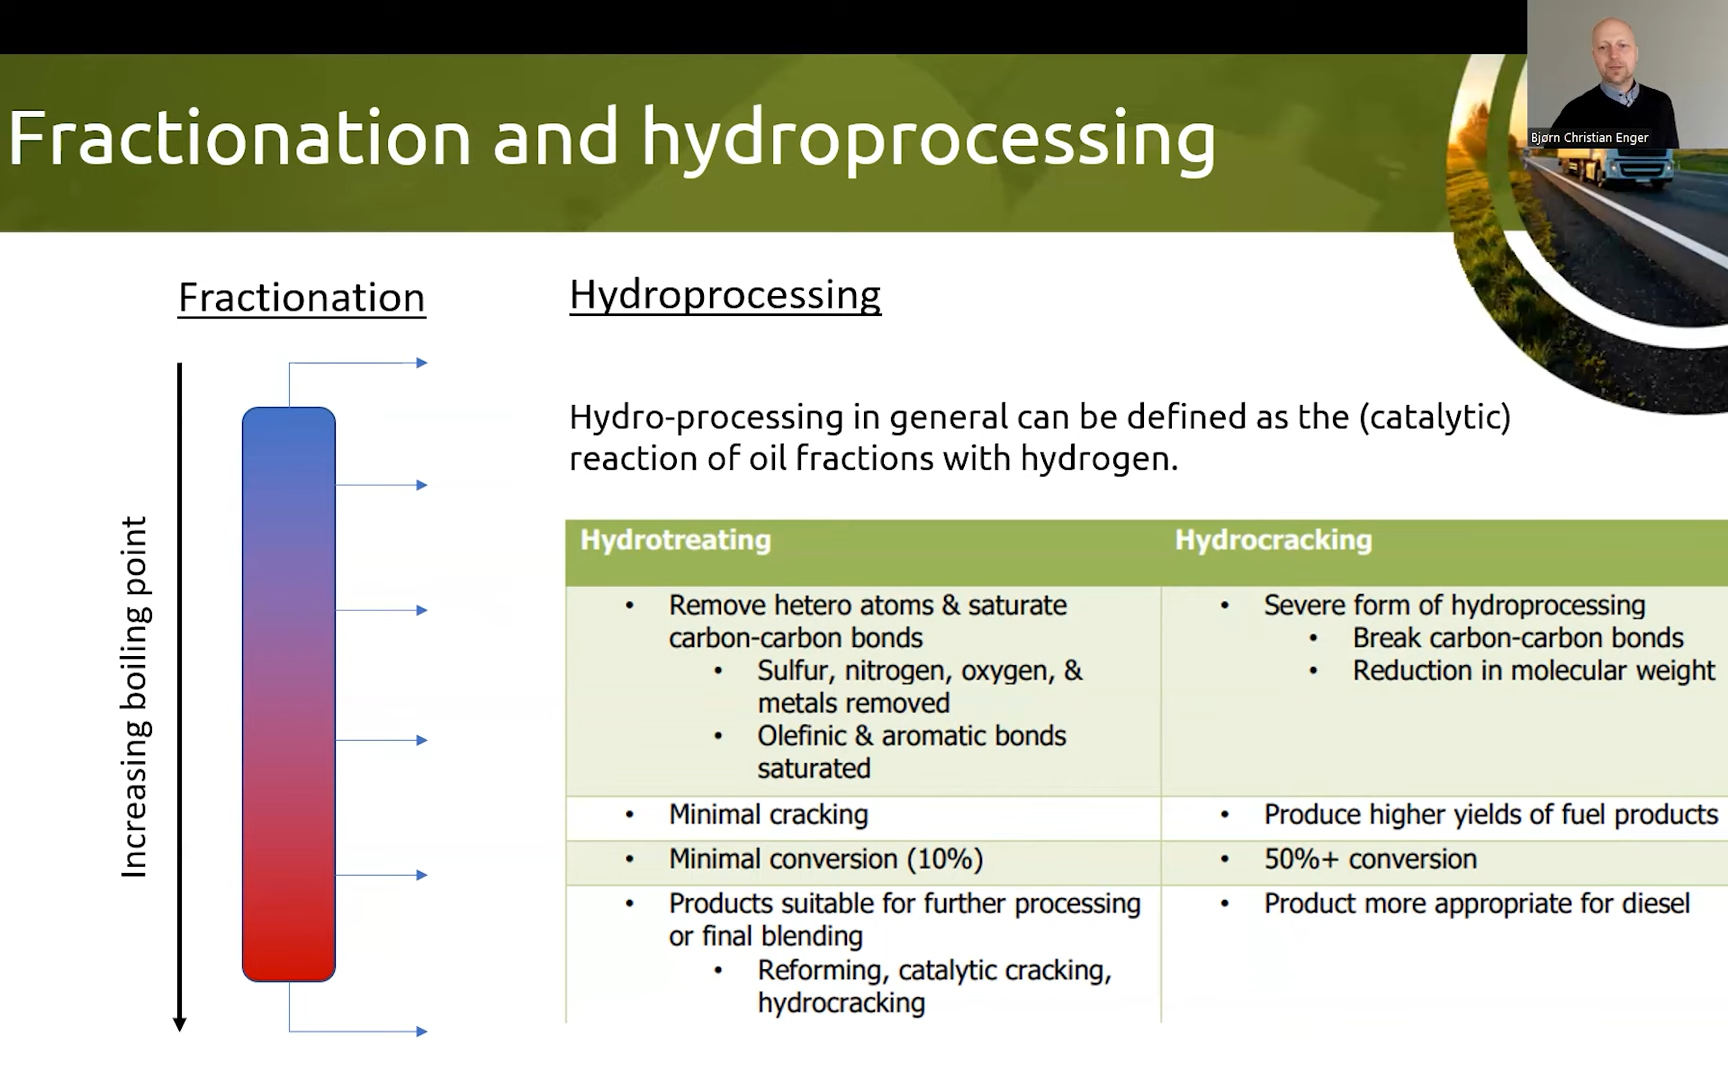 Fractionation and hydroprocessing
Bjørn Christian Enger
Fractionation
Increasing boiling point
Hydroprocessing
Hydro-processing in general can be defined as the (catalytic)
reaction of oil fractions with hydrogen.
Hydrotreating
Hydrocracking
• Remove hetero atoms & saturate
carbon-carbon bonds
• Sulfur, nitrogen, oxygen, &
metals removed
• Olefinic & aromatic bonds
saturated
• Severe form of hydroprocessing
• Break carbon-carbon bonds
• Reduction in molecular weight
• Minimal cracking
• Produce higher yields of fuel products
• Minimal conversion (10%)
• 50%+ conversion
• Products suitable for further processing
or final blending
• Reforming, catalytic cracking,
hydrocracking
• Product more appropriate for diesel